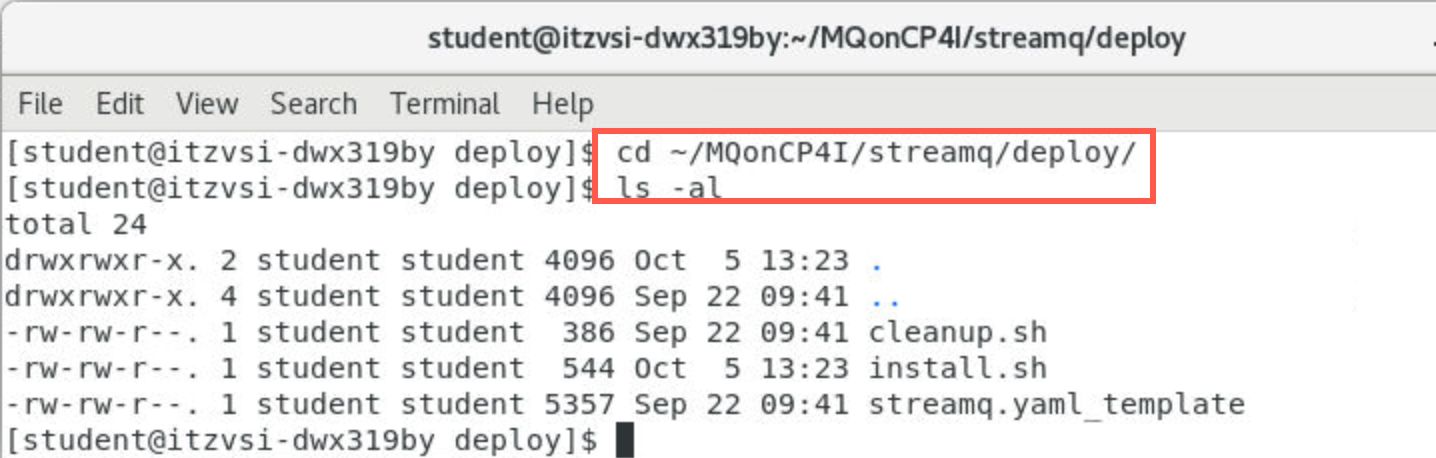 student@itzvsi-dwx319by:~/MQonCP4I/streamq/deploy
File Edit View Search Terminal Help
[student@itzvsi-dwx319by deploy]$ cd ~/MQonCP4I/streamq/deploy/
[student@itzvsi-dwx319by deploy]$ ls -al
total 24
drwxrwxr-x. 2 student student 4096 Oct  5 13:23 .
drwxrwxr-x. 4 student student 4096 Sep 22 09:41 ..
-rw-rw-r--. 1 student student  386 Sep 22 09:41 cleanup.sh
-rw-rw-r--. 1 student student  544 Oct  5 13:23 install.sh
-rw-rw-r--. 1 student student 5357 Sep 22 09:41 streamq.yaml_template
[student@itzvsi-dwx319by deploy]$